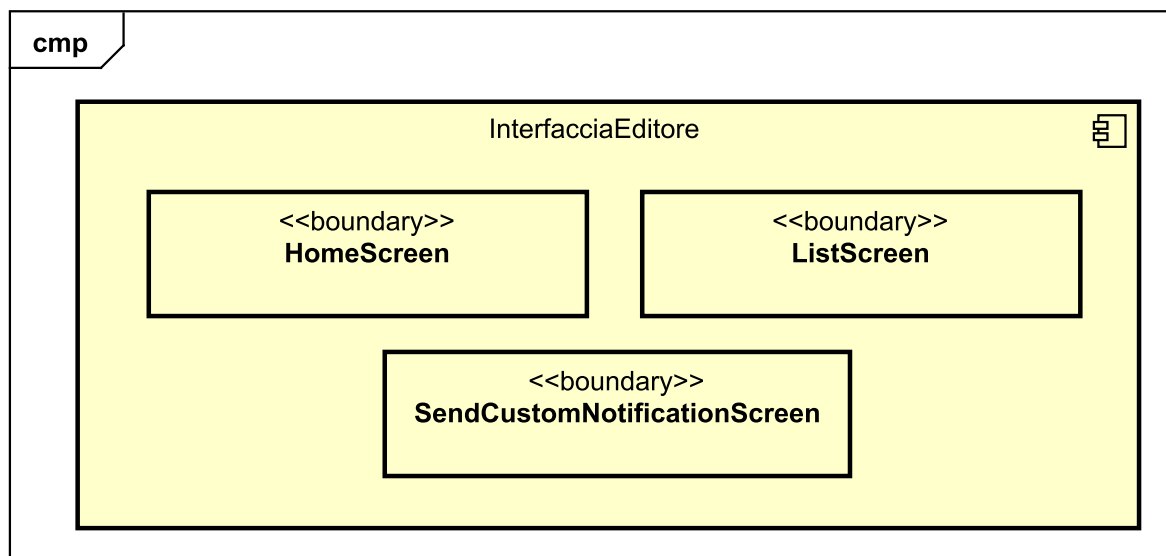 cmp
InterfacciaEditore
<<boundary>>
HomeScreen
<<boundary>>
ListScreen
<<boundary>>
SendCustomNotificationScreen